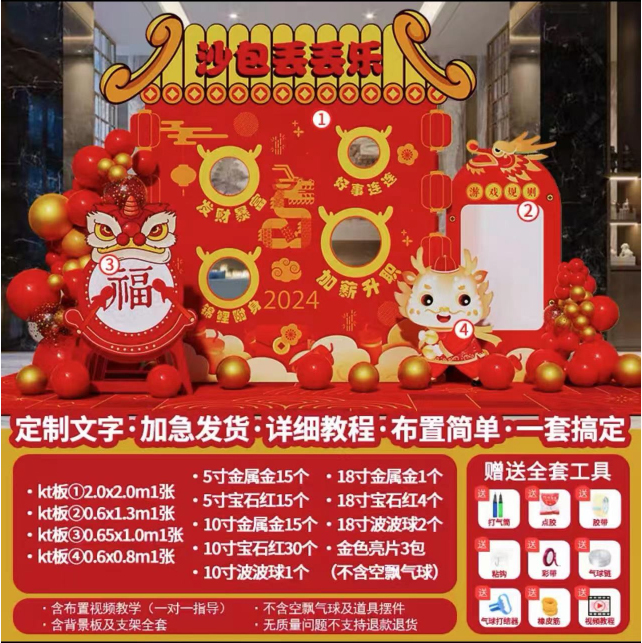 沙包丢丢乐
①
发财暴富
好事连连
锦鲤附身
加薪升职
2024
游戏规则
②
③
福
④
定制文字·加急发货·详细教程·布置简单·一套搞定
·kt板①2.0x2.0m1张
·kt板②0.6x1.3m1张
·kt板③0.65x1.0m1张
·kt板④0.6x0.8m1张
·5寸金属金15个
·5寸宝石红15个
·10寸金属金15个
·10寸宝石红30个
·10寸波波球1个
·18寸金属金1个
·18寸宝石红4个
·18寸波波球2个
·金色亮片3包
（不含空飘气球）
赠送全套工具
送 送 送
打气筒 点胶 胶带
送 送 送
粘钩 彩带 气球链
送 送 送
气球打结器 橡皮筋 视频教程
·含布置视频教学（一对一指导）
·不含空飘气球及道具摆件
·含背景板及支架全套
·无质量问题不支持退款退货